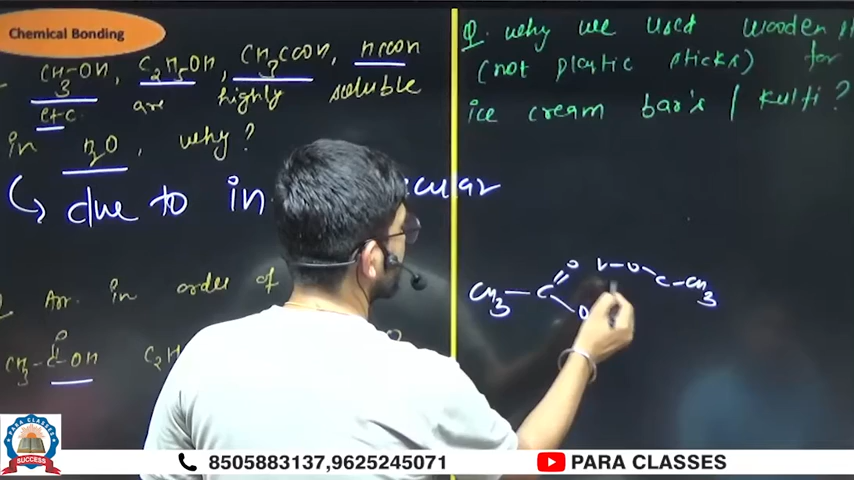 Chemical Bonding
CH3-OH, C2H5OH, CH3COOH, HCOOH
etc. are highly soluble
in H2O, why?
due to in cular
Arr. in order of
CH3-C-OH C2H
O
Q. why we used wooden
(not plastic sticks) for
ice cream bar's / kulfi?
CH3-C O H-O C-CH3
O
PARA CLASSES
SUCCESS
8505883137,9625245071
PARA CLASSES